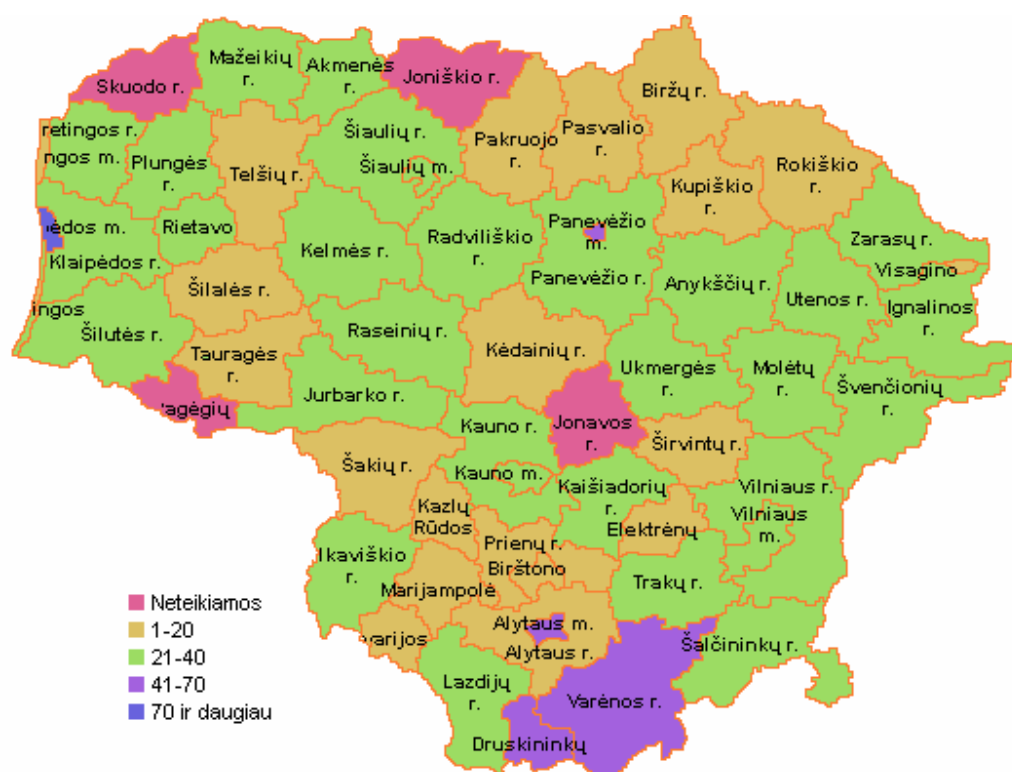 Mažeikių
r.
Akmenės
r.
Skuodo r.
Joniškio r.
Biržų r.
retingos r.
ngos m.
Plungės
r.
Telšių r.
Šiaulių r.
Šiaulių m.
Pakruojo
r.
Pasvalio
r.
Kupiškio
r.
Rokiškio
r.
ėdos m.
Klaipėdos r.
Rietavo
Kelmės r.
Radviliškio
r.
Panevėžio
m.
Panevėžio r.
Anykščių r.
Zarasų r.
Visagino
Utenos r.
Ignalinos
r.
Šilalės r.
ingos
Šilutės r.
Tauragės
r.
Raseinių r.
Kėdainių r.
Ukmergės
r.
Molėtų
r.
Švenčionių
r.
agėgių
Jurbarko r.
Kauno r.
Jonavos
r.
Širvintų r.
Šakių r.
Kauno m.
Kaišiadorių
r.
Vilniaus r.
Vilniaus
m.
Kazlų
Rūdos
Elektrėnų
Prienų r.
Birštono
lkaviškio
r.
Marijampolė
Trakų r.
varijos
Alytaus m.
Alytaus r.
Šalčininkų r.
Lazdijų
r.
Varėnos r.
Druskininkų
Neteikiamos
1-20
21-40
41-70
70 ir daugiau